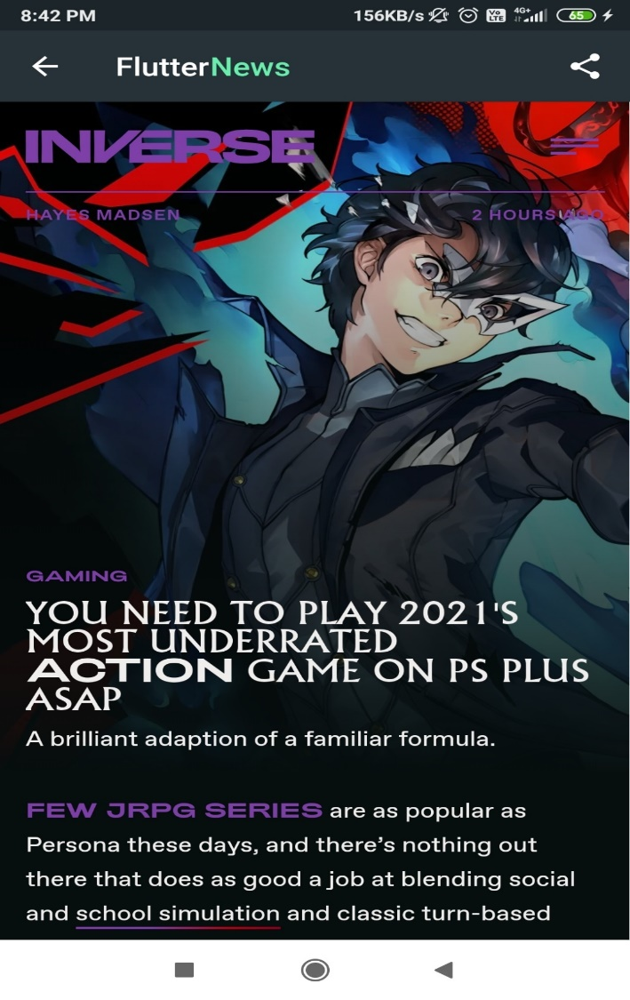 8:42 PM 156KB/s Vo LTE 4G+ 65
FlutterNews
INVERSE
HAYES MADSEN 2 HOURS AGO
GAMING
YOU NEED TO PLAY 2021'S
MOST UNDERRATED
ACTION GAME ON PS PLUS
ASAP
A brilliant adaption of a familiar formula.
FEW JRPG SERIES are as popular as
Persona these days, and there’s nothing out
there that does as good a job at blending social
and school simulation and classic turn-based